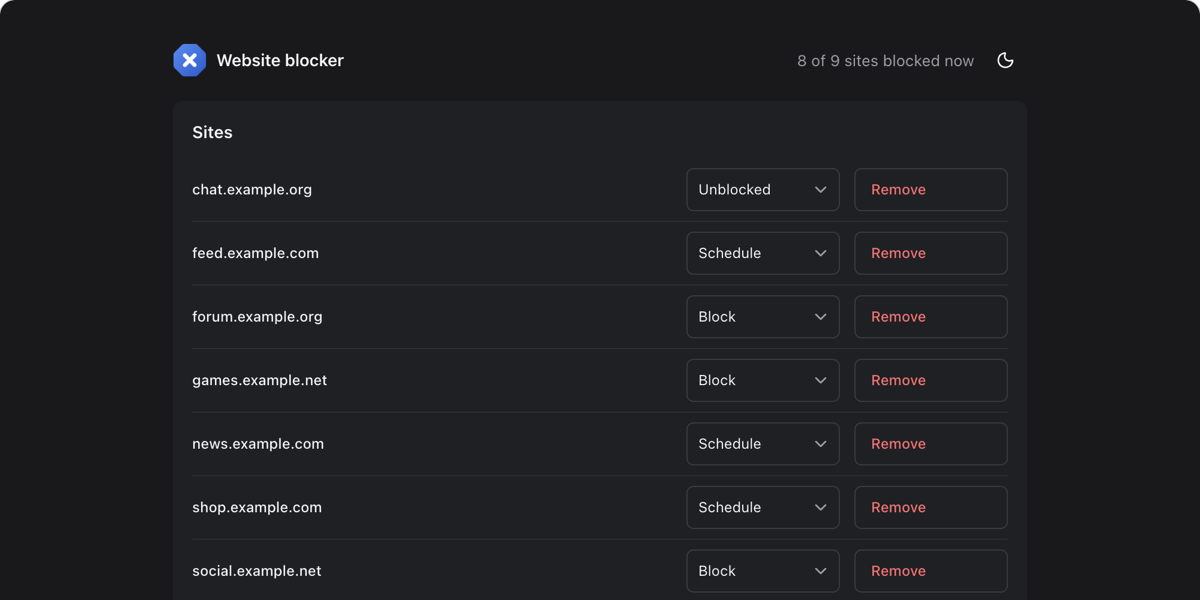 Website blocker
8 of 9 sites blocked now
Sites
chat.example.org Unblocked Remove
feed.example.com Schedule Remove
forum.example.org Block Remove
games.example.net Block Remove
news.example.com Schedule Remove
shop.example.com Schedule Remove
social.example.net Block Remove